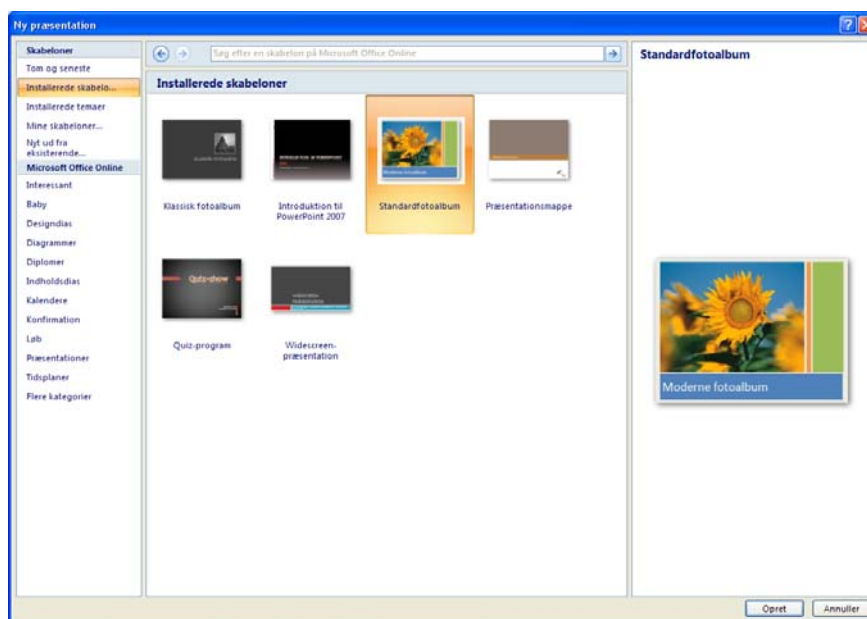 Ny præsentation
Skabeloner
Tom og seneste
Installerede skabelo...
Installerede temaer
Mine skabeloner...
Nyt ud fra
eksisterende...
Microsoft Office Online
Interessant
Baby
Designdias
Diagrammer
Diplomer
Indholdsdias
Kalendere
Konfirmation
Løb
Præsentationer
Tidsplaner
Flere kategorier
Søg efter en skabelon på Microsoft Office Online
Installerede skabeloner
Klassisk fotoalbum
Introduktion til
PowerPoint 2007
Moderne fotoalbum
Standardfotoalbum
Præsentationsmappe
Quiz-show
Quiz-program
Widescreen-
præsentation
Standardfotoalbum
Moderne fotoalbum
Opret
Annuller